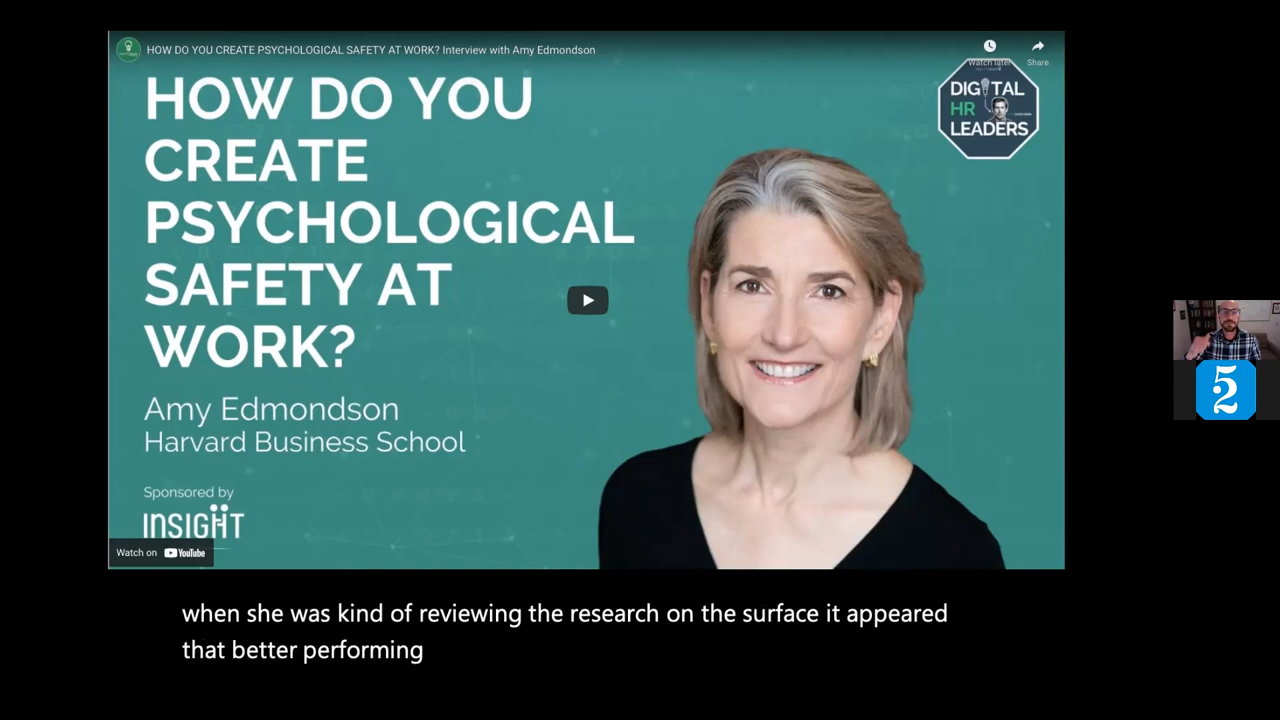 HOW DO YOU CREATE PSYCHOLOGICAL SAFETY AT WORK? Interview with Amy Edmondson
Watch later
Share
DIGITAL
HR
LEADERS
HOW DO YOU
CREATE
PSYCHOLOGICAL
SAFETY AT
WORK?
Amy Edmondson
Harvard Business School
Sponsored by
INSIGHT
Watch on YouTube
52
when she was kind of reviewing the research on the surface it appeared
that better performing